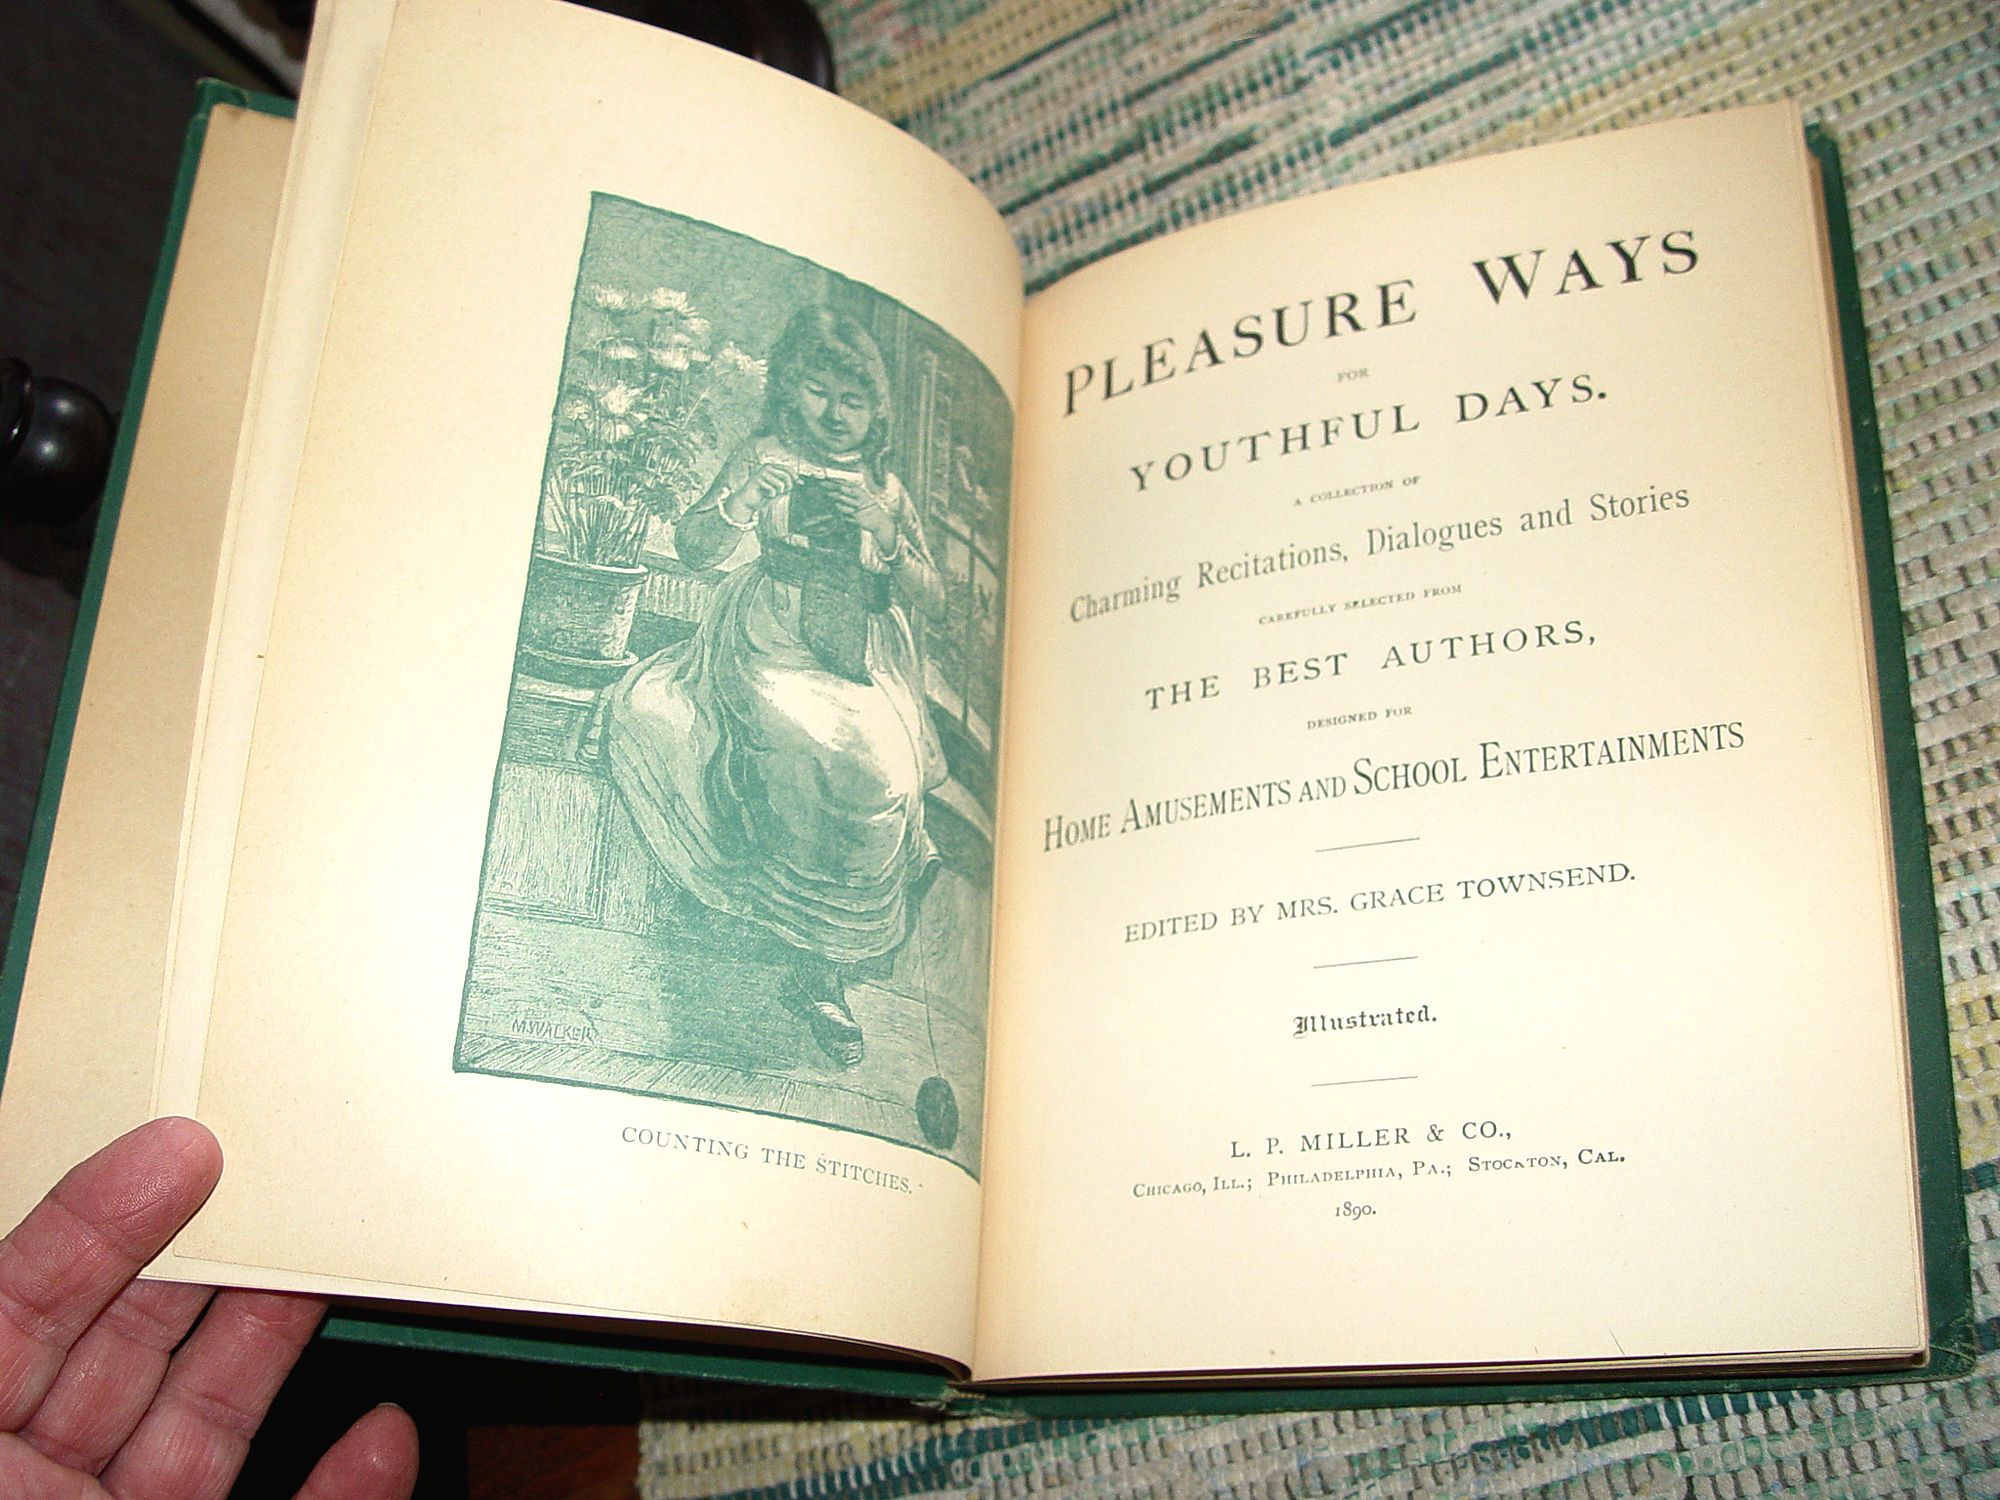 M. WALKER
COUNTING THE STITCHES.
PLEASURE WAYS
FOR
YOUTHFUL DAYS.
A COLLECTION OF
Charming Recitations, Dialogues and Stories
CAREFULLY SELECTED FROM
THE BEST AUTHORS,
DESIGNED FOR
HOME AMUSEMENTS AND SCHOOL ENTERTAINMENTS
EDITED BY MRS. GRACE TOWNSEND.
Illustrated.
L. P. MILLER & CO.,
CHICAGO, ILL.; PHILADELPHIA, PA.; STOCKTON, CAL.
1890.